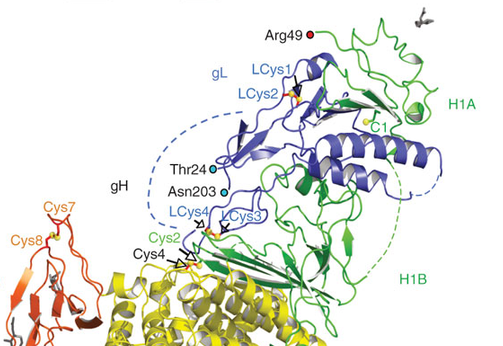 Arg49
gL
LCys1
LCys2
H1A
C1
Thr24
gH
Asn203
Cys7
LCys4
LCys3
Cys8
Cys2
Cys4
H1B